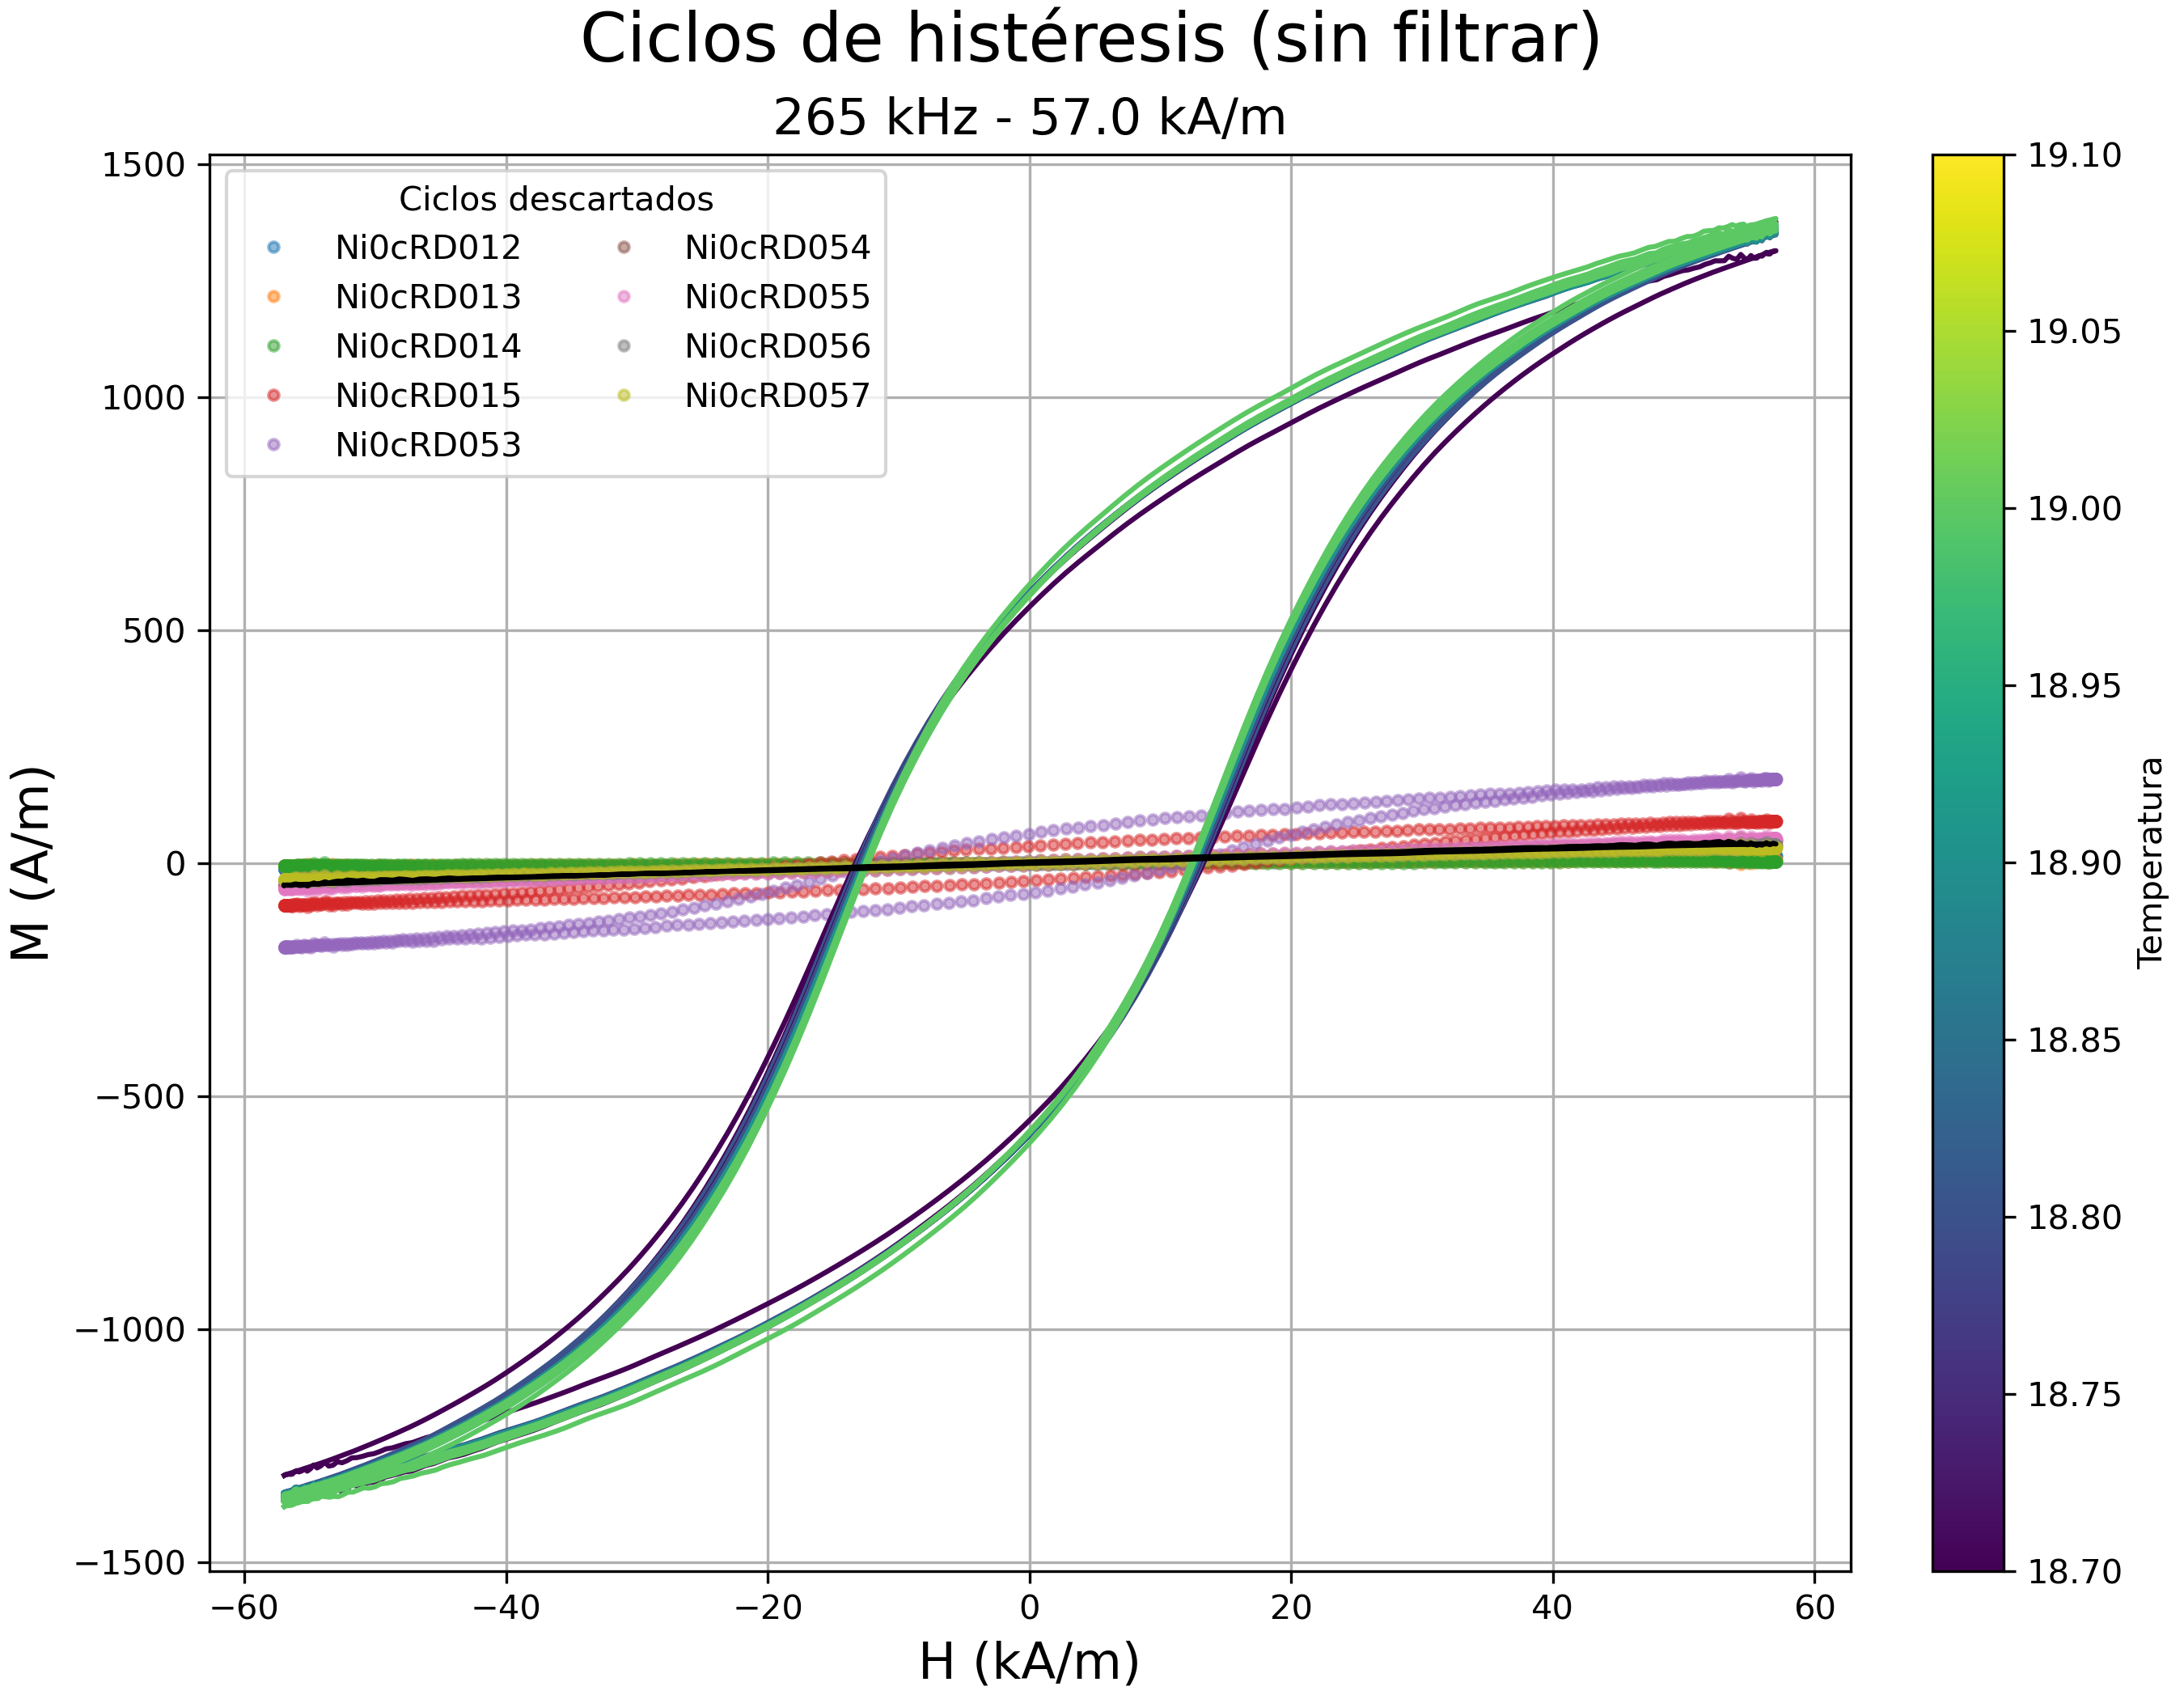 Ciclos de histéresis (sin filtrar)
265 kHz - 57.0 kA/m
Ciclos descartados
Ni0cRD012
Ni0cRD013
Ni0cRD014
Ni0cRD015
Ni0cRD053
Ni0cRD054
Ni0cRD055
Ni0cRD056
Ni0cRD057
M (A/m)
1500
1000
500
0
−500
−1000
−1500
−60
−40
−20
0
20
40
60
H (kA/m)
19.10
19.05
19.00
18.95
18.90
18.85
18.80
18.75
18.70
Temperatura